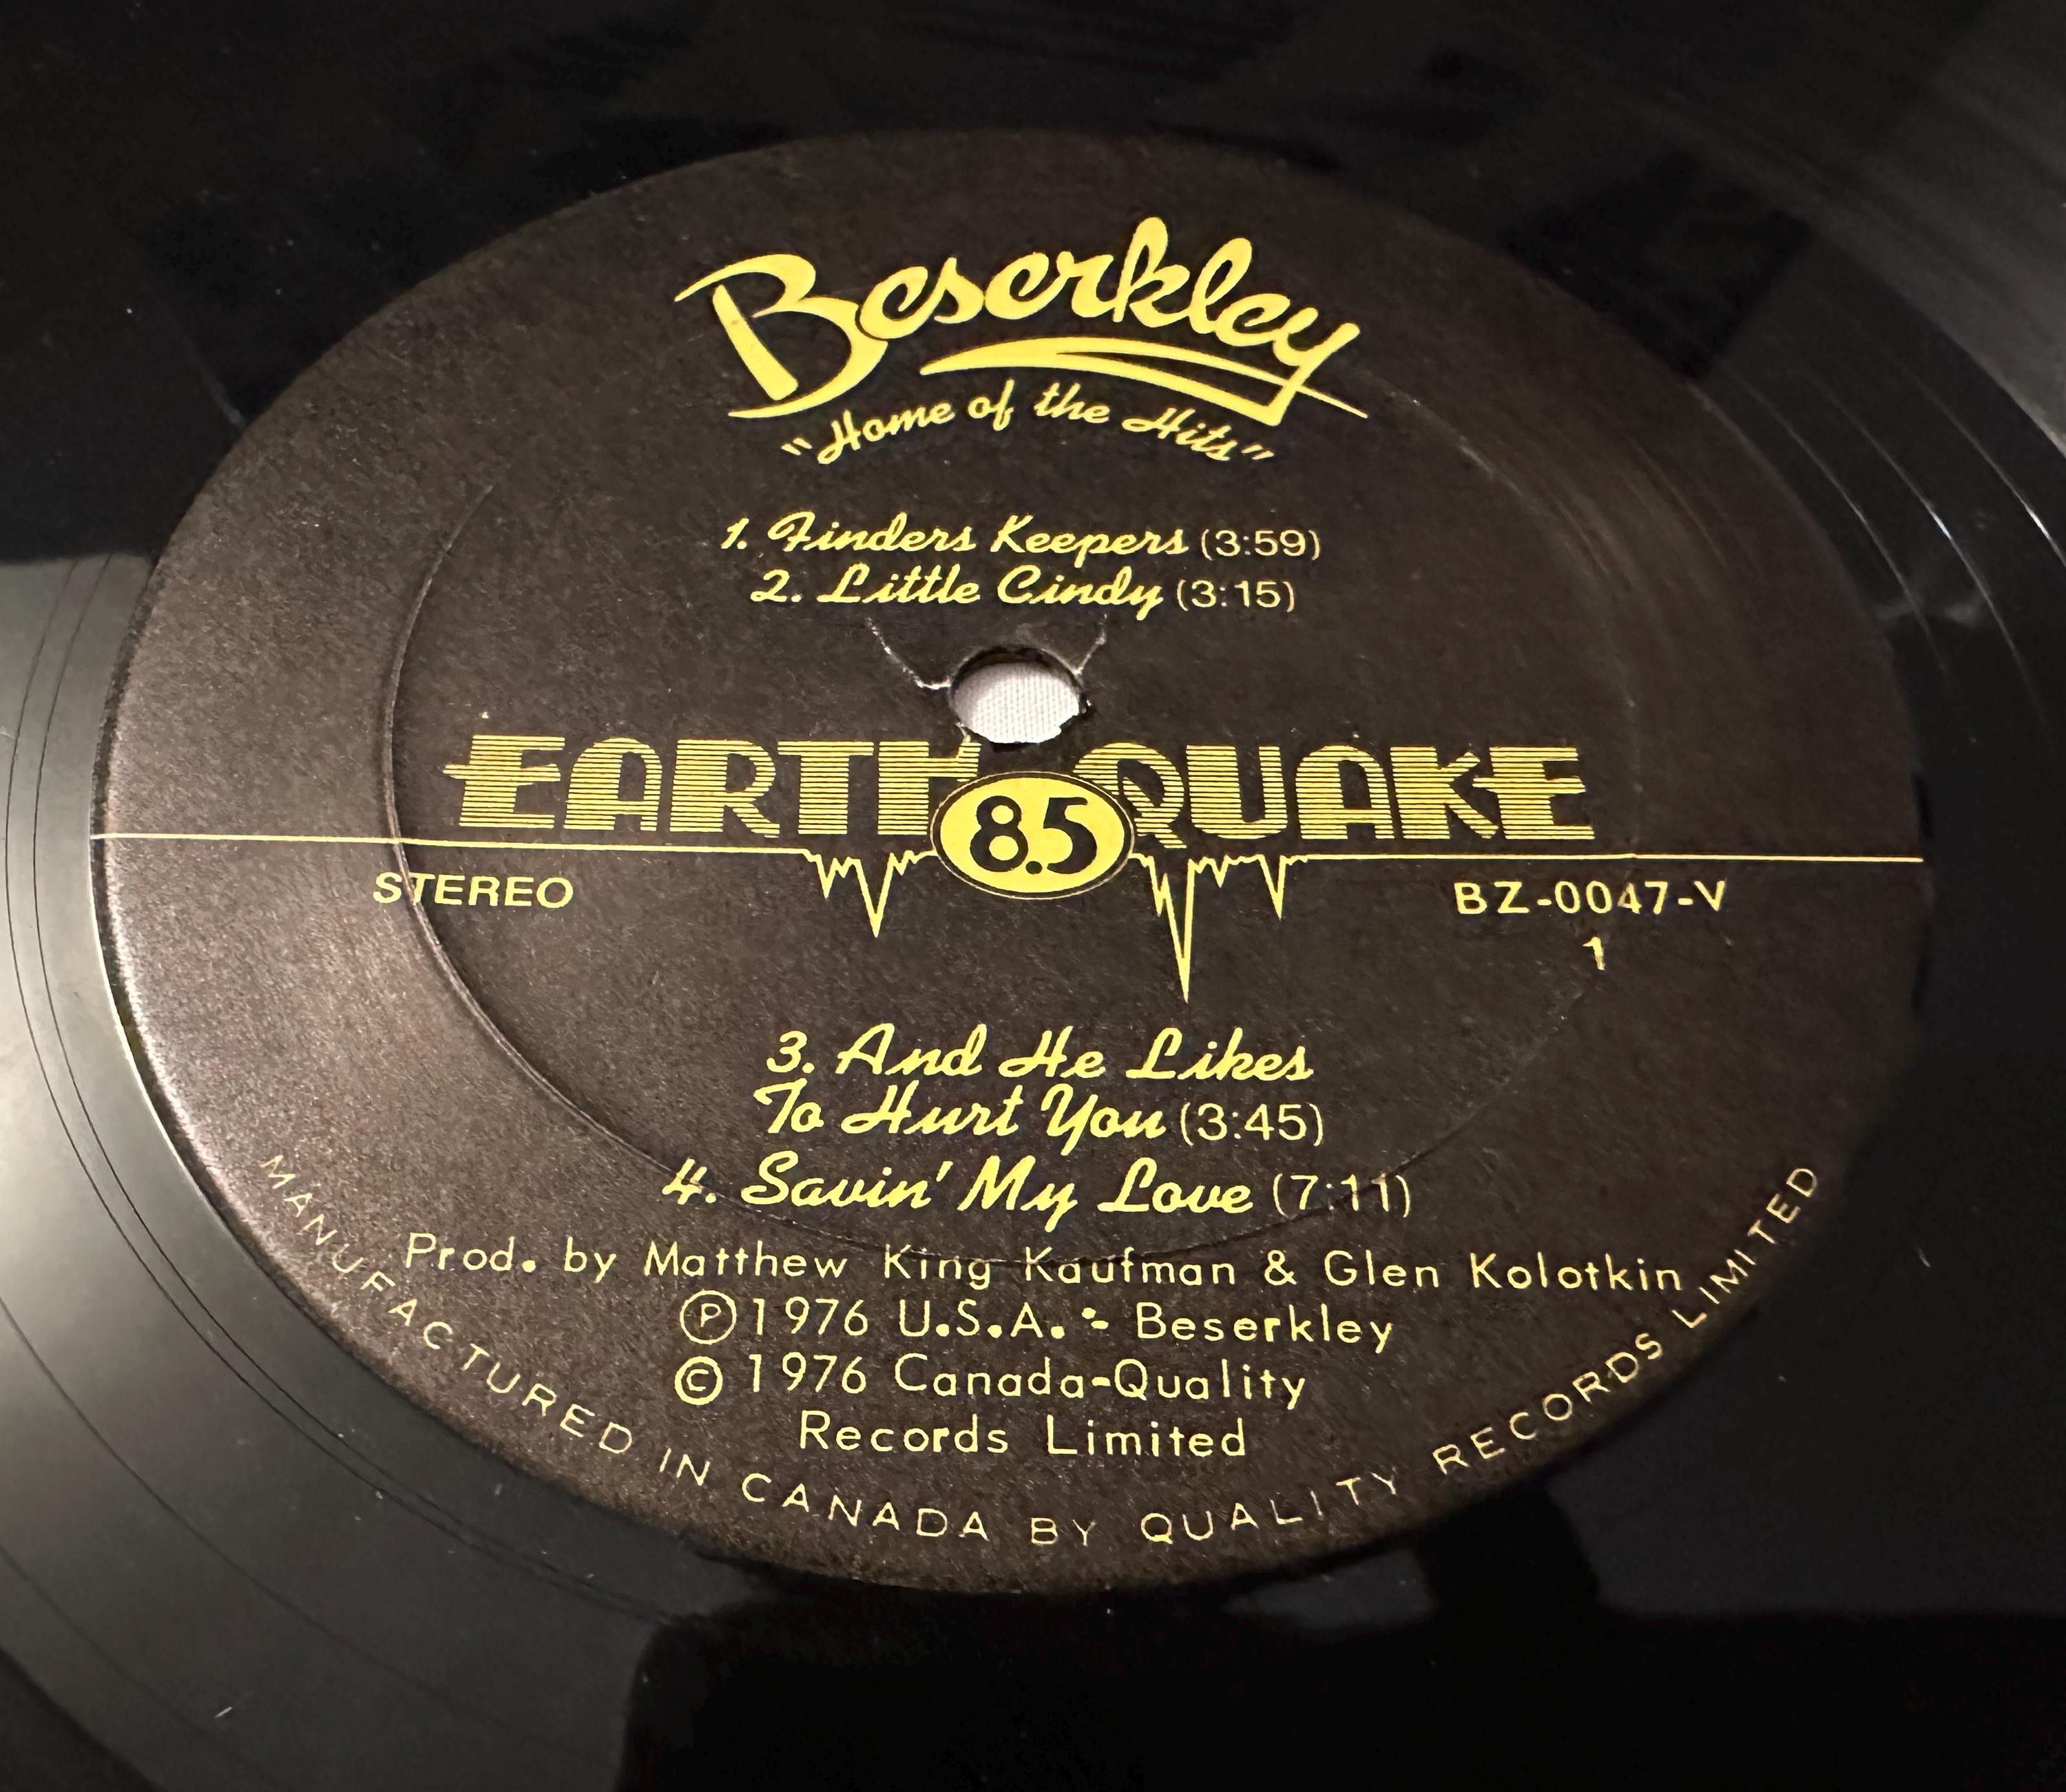 Beserkley
"Home of the Hits"
1. Finders Keepers (3:59)
2. Little Cindy (3:15)
EARTH QUAKE
8.5
STEREO
BZ-0047-V
1
3. And He Likes
To Hurt You (3:45)
4. Savin' My Love (7:11)
Prod. by Matthew King Kaufman & Glen Kolotkin
Ⓟ1976 U.S.A. - Beserkley
© 1976 Canada-Quality
Records Limited
MANUFACTURED IN CANADA BY QUALITY RECORDS LIMITED